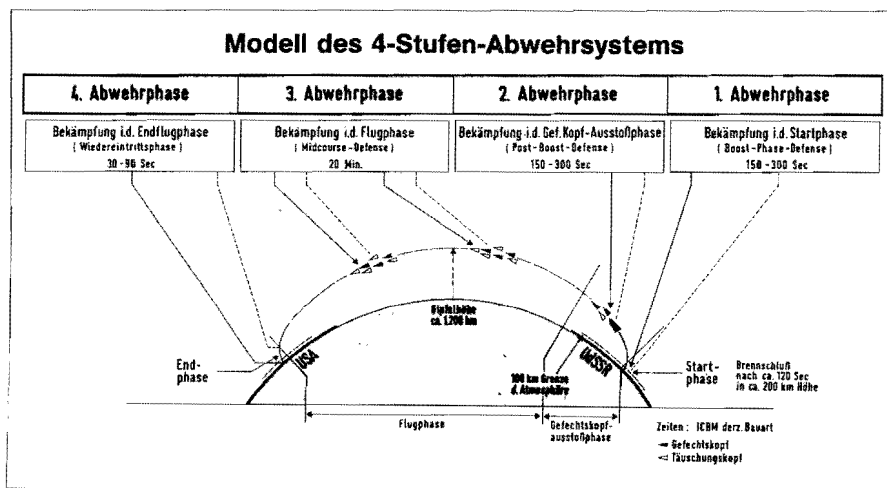 Modell des 4-Stufen-Abwehrsystems
4. Abwehrphase
3. Abwehrphase
2. Abwehrphase
1. Abwehrphase
Bekämpfung i.d. Endflugphase
( Wiedereintrittsphase )
30 - 90 Sec
Bekämpfung i.d. Flugphase
( Midcourse-Defense )
20 Min.
Bekämpfung i.d. Gef. Kopf-Ausstoßphase
( Post-Boost-Defense )
150 -300 Sec
Bekämpfung i.d. Startphase
( Boost-Phase-Defense )
150 -300 Sec
Gipfelhöhe
ca. 1.200 km
End-
phase
USA
100 km Grenze
d. Atmosphäre
UdSSR
Start-
phase
Brennschluß
nach ca. 120 Sec
in ca. 200 km Höhe
Flugphase
Gefechtskopf-
ausstoßphase
Zeiten : ICBM derz. Bauart
Gefechtskopf
Täuschungskopf